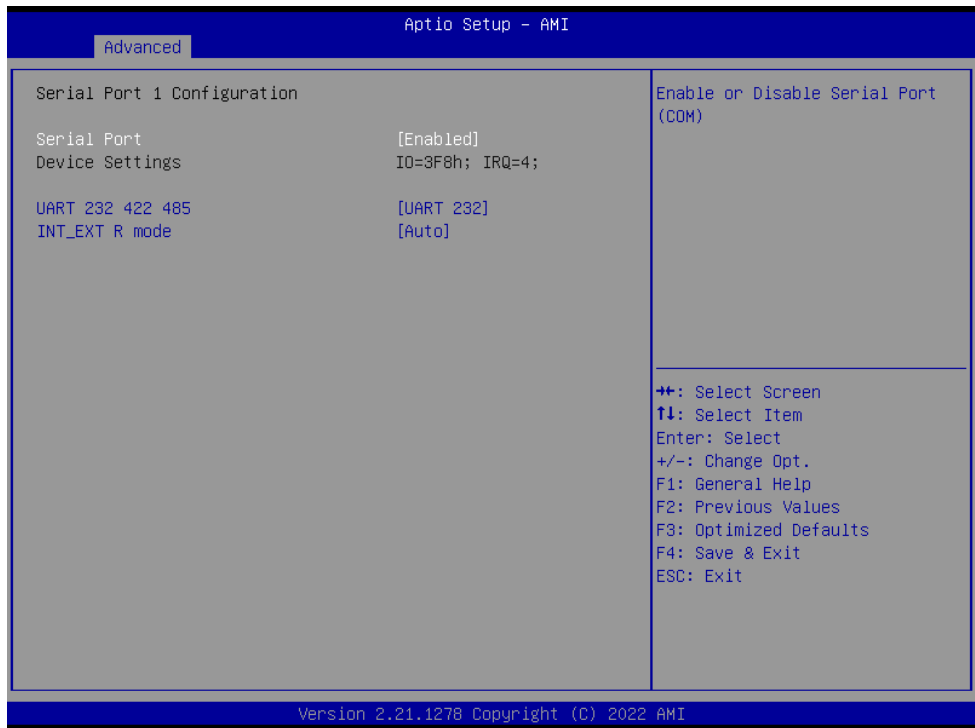 Aptio Setup – AMI
Advanced
Serial Port 1 Configuration
Serial Port [Enabled]
Device Settings IO=3F8h; IRQ=4;
UART 232 422 485 [UART 232]
INT_EXT R mode [Auto]
Enable or Disable Serial Port
(COM)
→←: Select Screen
↑↓: Select Item
Enter: Select
+/-: Change Opt.
F1: General Help
F2: Previous Values
F3: Optimized Defaults
F4: Save & Exit
ESC: Exit
Version 2.21.1278 Copyright (C) 2022 AMI